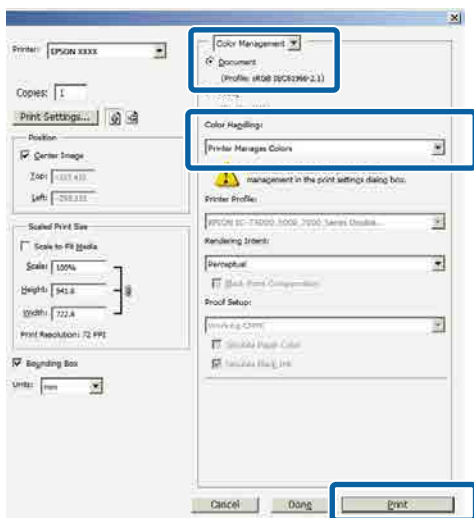 Printer: EPSON XXXX
Copies: 1
Print Settings...
Position
Center Image
Top:
Left:
Scaled Print Size
Scale to Fit Media
Scale: 100%
Height: 941.8
Width: 722.4
Print Resolution: 72 PPI
Bounding Box
Units: mm
Color Management
Document
(Profile: sRGB IEC61966-2.1)
Color Handling:
Printer Manages Colors
management in the print settings dialog box.
Printer Profile:
Rendering Intent:
Perceptual
Black Point Compensation
Proof Setup:
Working CMYK
Simulate Paper Color
Simulate Black Ink
Cancel
Done
Print